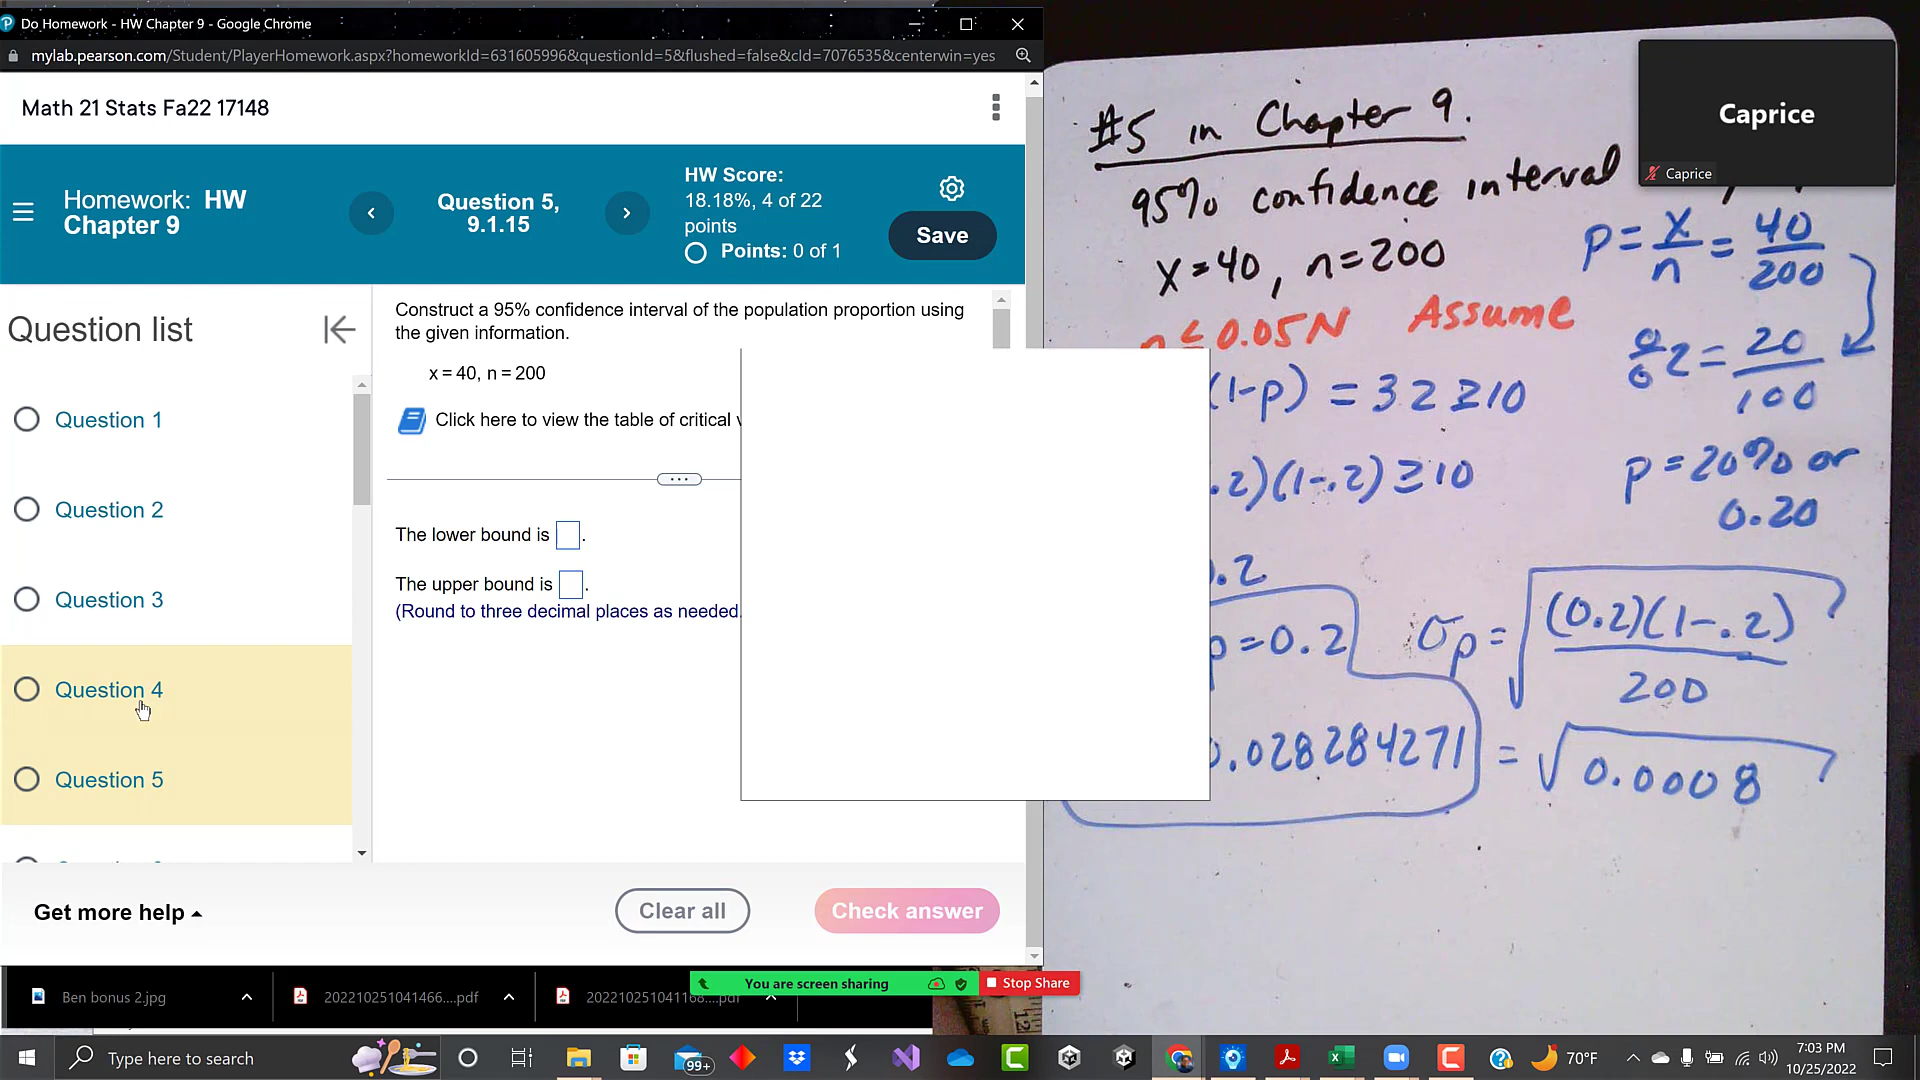 Do Homework - HW Chapter 9 - Google Chrome
mylab.pearson.com/Student/PlayerHomework.aspx?homeworkId=631605996&questionId=5&flushed=false&cId=7076535&centerwin=yes
Math 21 Stats Fa22 17148
Homework: HW
Chapter 9
Question 5,
9.1.15
HW Score:
18.18%, 4 of 22
points
Points: 0 of 1
Save
Question list
Question 1
Question 2
Question 3
Question 4
Question 5
Construct a 95% confidence interval of the population proportion using
the given information.
x = 40, n = 200
Click here to view the table of critical
The lower bound is .
The upper bound is .
(Round to three decimal places as needed.
Get more help
Clear all
Check answer
#5 in Chapter 9.
95% confidence interval
x=40, n=200
≤0.05N Assume
(1-p) = 32 ≥10
.2)(1-.2) ≥10
.2
p=0.2
0.028284271
p = x/n = 40/200
= 20/100
p = 20% or
0.20
σp = √(0.2)(1-.2)/200
= √0.0008
Caprice
Caprice
Ben bonus 2.jpg
202210251041466....pdf
202210251041168....pdf
You are screen sharing
Stop Share
Type here to search
99+
70°F
7:03 PM
10/25/2022